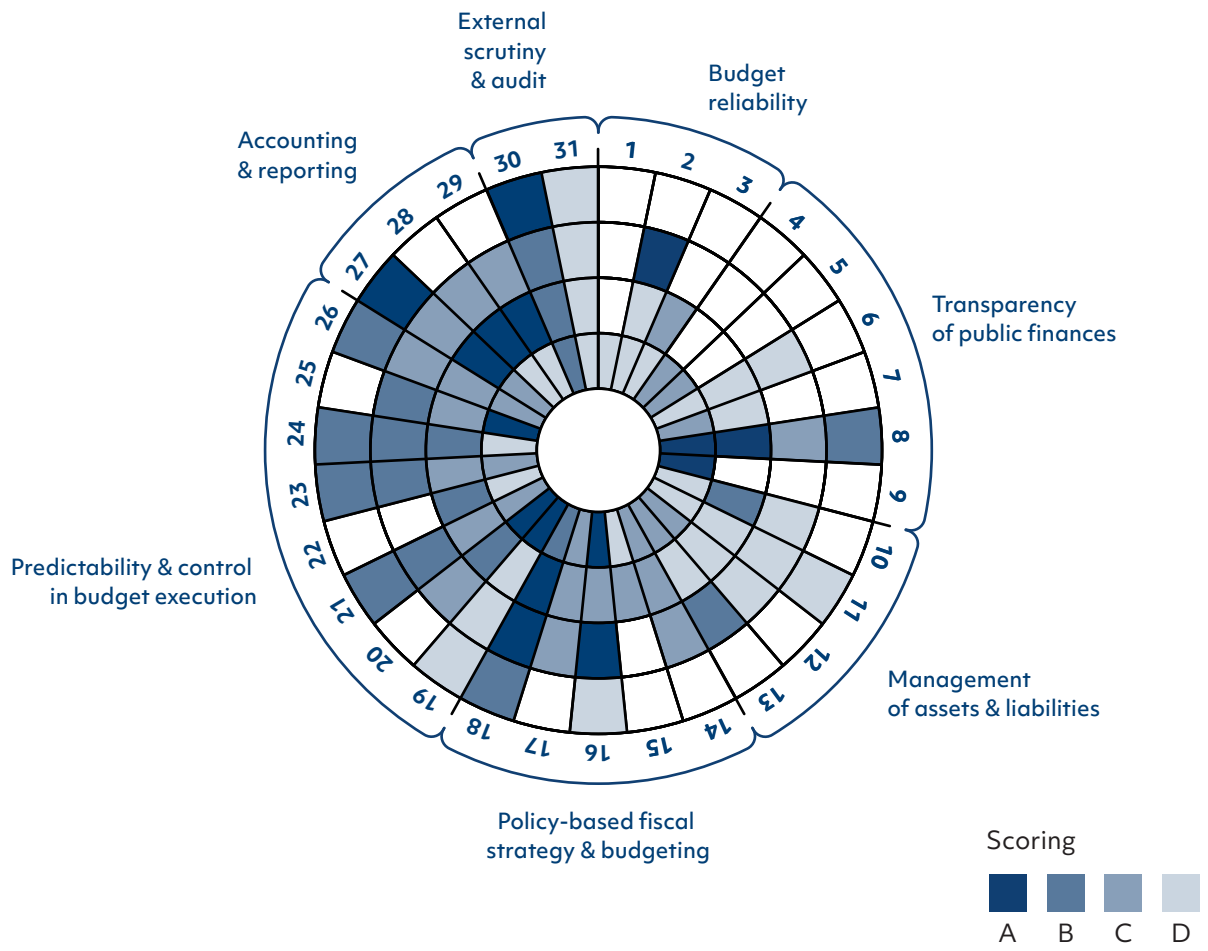 External
scrutiny
& audit
Budget
reliability
Accounting
& reporting
Transparency
of public finances
Predictability & control
in budget execution
Management
of assets & liabilities
Policy-based fiscal
strategy & budgeting
1
2
3
4
5
6
7
8
9
10
11
12
13
14
15
16
17
18
19
20
21
22
23
24
25
26
27
28
29
30
31
Scoring
A B C D